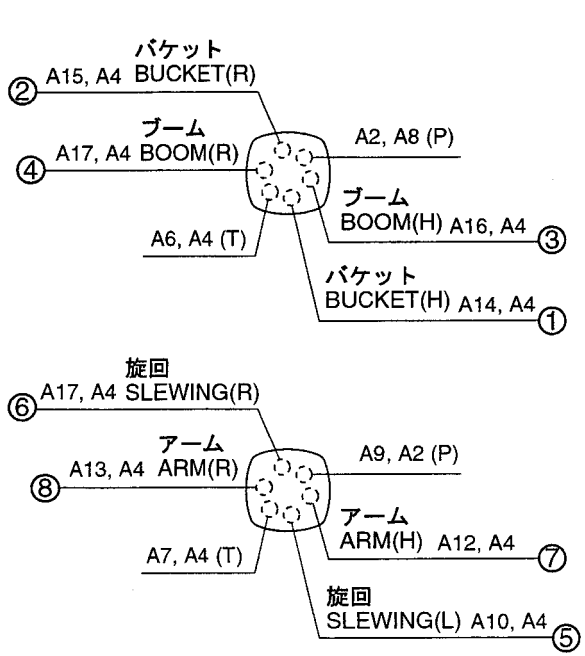 バケット
② A15, A4 BUCKET(R)
ブーム
④ A17, A4 BOOM(R)
A2, A8 (P)
ブーム
BOOM(H) A16, A4 ③
A6, A4 (T)
バケット
BUCKET(H) A14, A4 ①
旋回
⑥ A17, A4 SLEWING(R)
アーム
⑧ A13, A4 ARM(R)
A9, A2 (P)
アーム
ARM(H) A12, A4 ⑦
A7, A4 (T)
旋回
SLEWING(L) A10, A4 ⑤